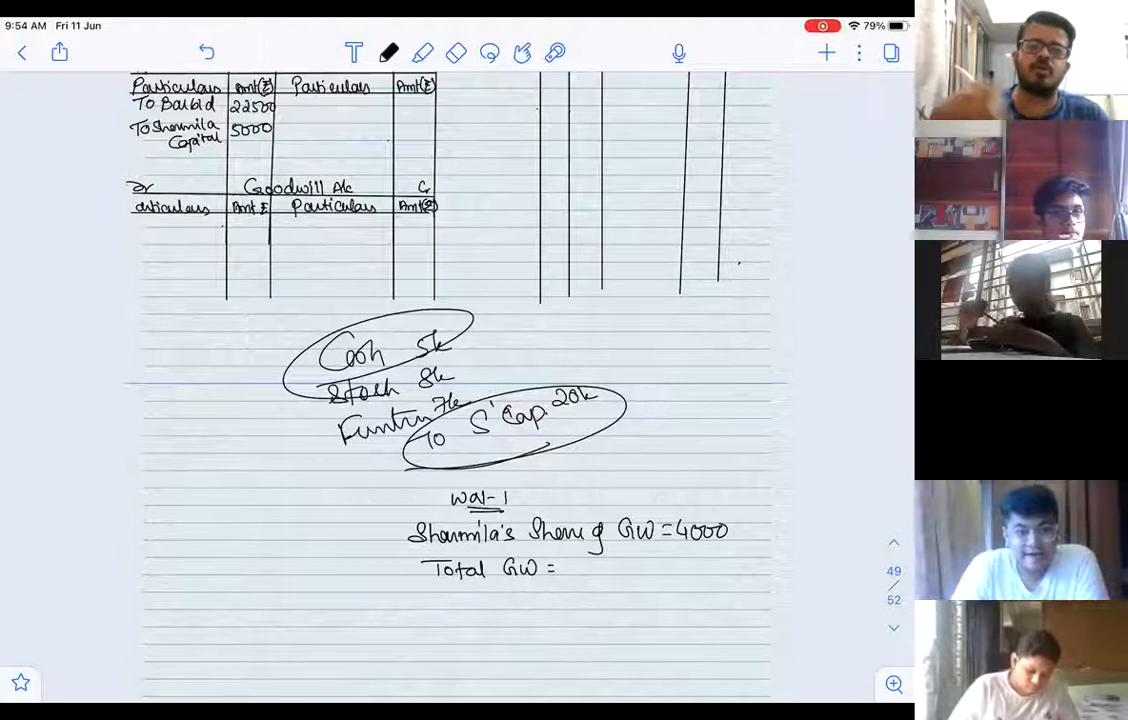 9:54 AM Fri 11 Jun
79%
T
Particulars Amt(₹) Particulars Amt(₹)
To Bal b/d 22500
To Sharmila Capital 5000
Dr Goodwill A/c Cr
articulars Amt ₹ Particulars Amt(₹)
Cash 5k
Stock 8k
7k
To S' Cap. 20k
WN-1
Sharmila's Share of GW = 4000
Total GW =
49
/
52